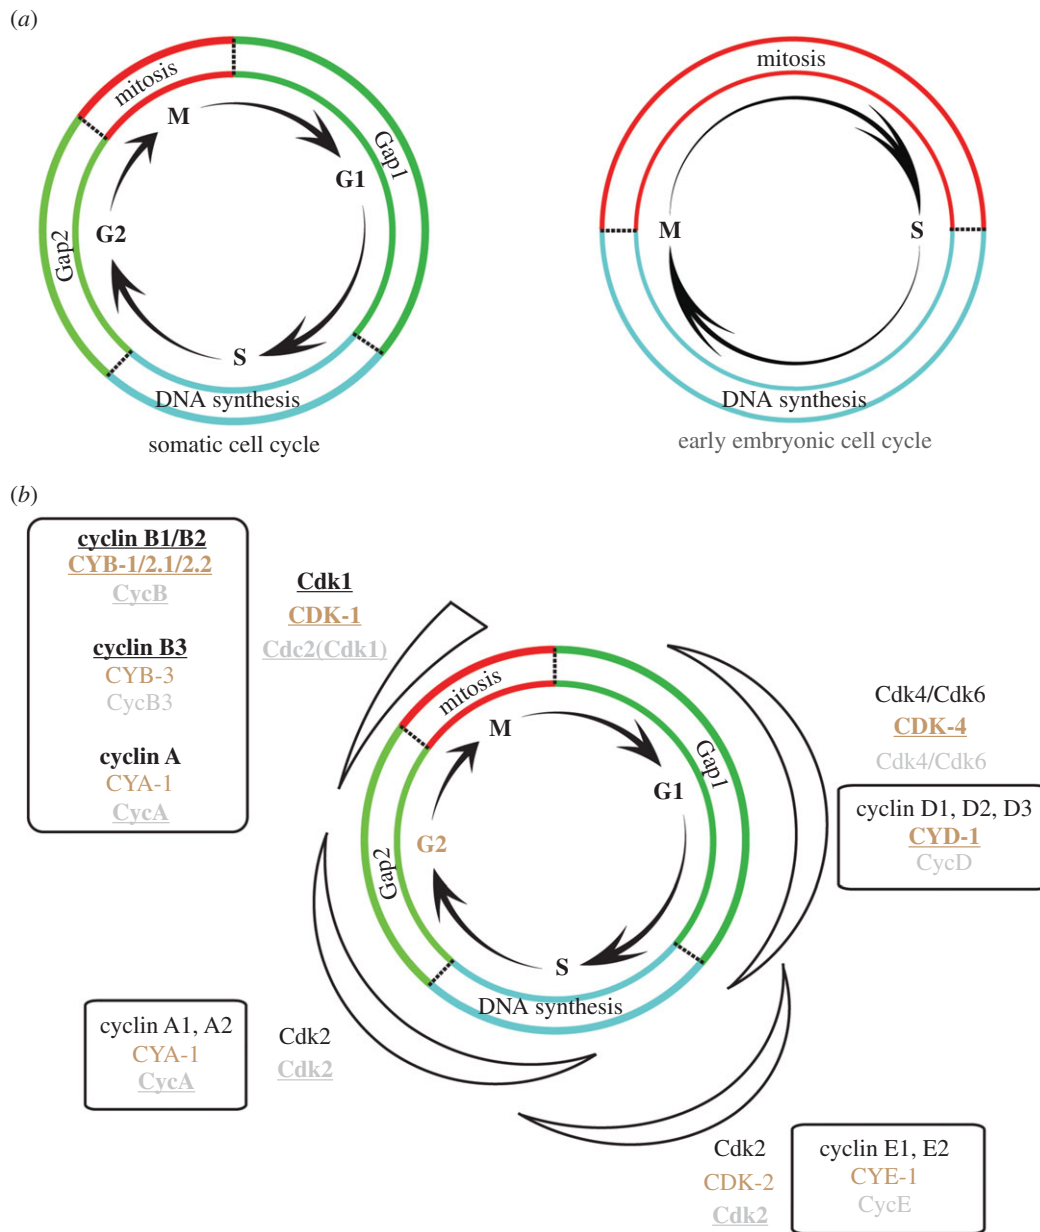 (a)
mitosis
M
Gap1
G1
Gap2
G2
S
DNA synthesis
somatic cell cycle
mitosis
M
S
DNA synthesis
early embryonic cell cycle
(b)
cyclin B1/B2
CYB-1/2.1/2.2
CycB
cyclin B3
CYB-3
CycB3
cyclin A
CYA-1
CycA
Cdk1
CDK-1
Cdc2(Cdk1)
mitosis
M
Gap1
G1
Gap2
G2
S
DNA synthesis
Cdk4/Cdk6
CDK-4
Cdk4/Cdk6
cyclin D1, D2, D3
CYD-1
CycD
cyclin A1, A2
CYA-1
CycA
Cdk2
Cdk2
Cdk2
CDK-2
Cdk2
cyclin E1, E2
CYE-1
CycE